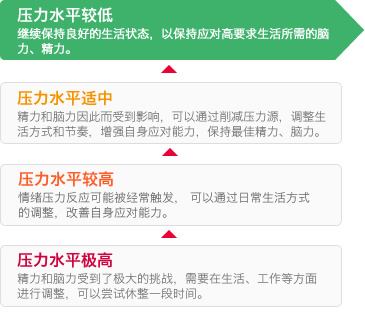 压力水平较低
继续保持良好的生活状态，以保持应对高要求生活所需的脑
力、精力。
压力水平适中
精力和脑力因此而受到影响，可以通过削减压力源，调整生
活方式和节奏，增强自身应对能力，保持最佳精力、脑力。
压力水平较高
情绪压力反应可能被经常触发， 可以通过日常生活方式
的调整，改善自身应对能力。
压力水平极高
精力和脑力受到了极大的挑战，需要在生活、工作等方面
进行调整，可以尝试休整一段时间。